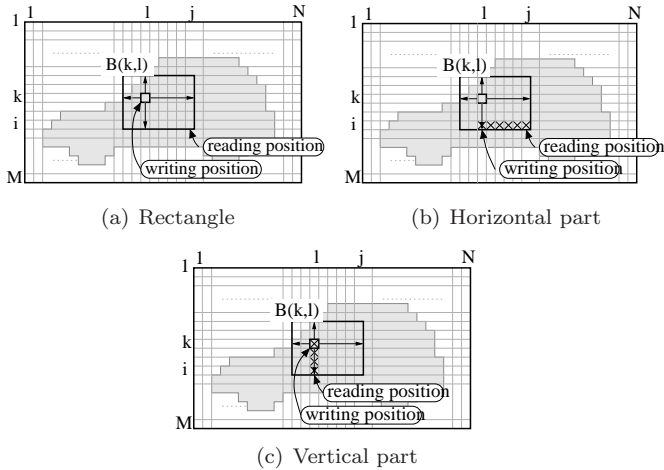 1 l j N
1
B(k,l)
k
i
reading position
writing position
M
(a) Rectangle
1 l j N
1
B(k,l)
k
i
reading position
writing position
M
(b) Horizontal part
1 l j N
1
B(k,l)
k
i
reading position
writing position
M
(c) Vertical part